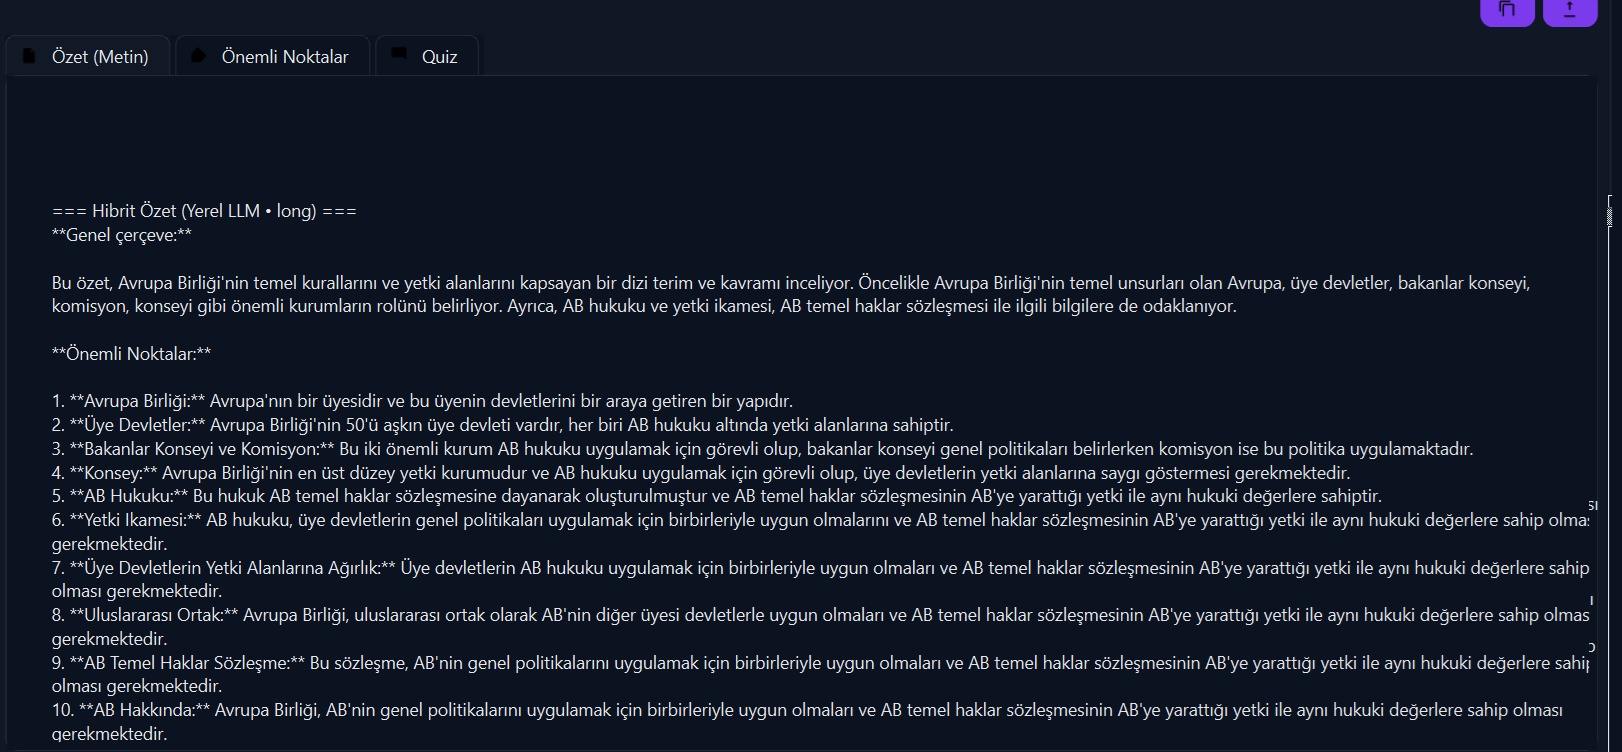 Özet (Metin)
Önemli Noktalar
Quiz
=== Hibrit Özet (Yerel LLM • long) ===
**Genel çerçeve:**
Bu özet, Avrupa Birliği'nin temel kurallarını ve yetki alanlarını kapsayan bir dizi terim ve kavramı inceliyor. Öncelikle Avrupa Birliği'nin temel unsurları olan Avrupa, üye devletler, bakanlar konseyi,
komisyon, konseyi gibi önemli kurumların rolünü belirliyor. Ayrıca, AB hukuku ve yetki ikamesi, AB temel haklar sözleşmesi ile ilgili bilgilere de odaklanıyor.
**Önemli Noktalar:**
1. **Avrupa Birliği:** Avrupa'nın bir üyesidir ve bu üyenin devletlerini bir araya getiren bir yapıdır.
2. **Üye Devletler:** Avrupa Birliği'nin 50'ü aşkın üye devleti vardır, her biri AB hukuku altında yetki alanlarına sahiptir.
3. **Bakanlar Konseyi ve Komisyon:** Bu iki önemli kurum AB hukuku uygulamak için görevli olup, bakanlar konseyi genel politikaları belirlerken komisyon ise bu politika uygulamaktadır.
4. **Konsey:** Avrupa Birliği'nin en üst düzey yetki kurumudur ve AB hukuku uygulamak için görevli olup, üye devletlerin yetki alanlarına saygı göstermesi gerekmektedir.
5. **AB Hukuku:** Bu hukuk AB temel haklar sözleşmesine dayanarak oluşturulmuştur ve AB temel haklar sözleşmesinin AB'ye yarattığı yetki ile aynı hukuki değerlere sahiptir.
6. **Yetki Ikamesi:** AB hukuku, üye devletlerin genel politikaları uygulamak için birbirleriyle uygun olmalarını ve AB temel haklar sözleşmesinin AB'ye yarattığı yetki ile aynı hukuki değerlere sahip olmas
gerekmektedir.
7. **Üye Devletlerin Yetki Alanlarına Ağırlık:** Üye devletlerin AB hukuku uygulamak için birbirleriyle uygun olmaları ve AB temel haklar sözleşmesinin AB'ye yarattığı yetki ile aynı hukuki değerlere sahip
olması gerekmektedir.
8. **Uluslararası Ortak:** Avrupa Birliği, uluslararası ortak olarak AB'nin diğer üyesi devletlerle uygun olmaları ve AB temel haklar sözleşmesinin AB'ye yarattığı yetki ile aynı hukuki değerlere sahip olmas
gerekmektedir.
9. **AB Temel Haklar Sözleşme:** Bu sözleşme, AB'nin genel politikalarını uygulamak için birbirleriyle uygun olmaları ve AB temel haklar sözleşmesinin AB'ye yarattığı yetki ile aynı hukuki değerlere sahip
olması gerekmektedir.
10. **AB Hakkında:** Avrupa Birliği, AB'nin genel politikalarını uygulamak için birbirleriyle uygun olmaları ve AB temel haklar sözleşmesinin AB'ye yarattığı yetki ile aynı hukuki değerlere sahip olması
gerekmektedir.